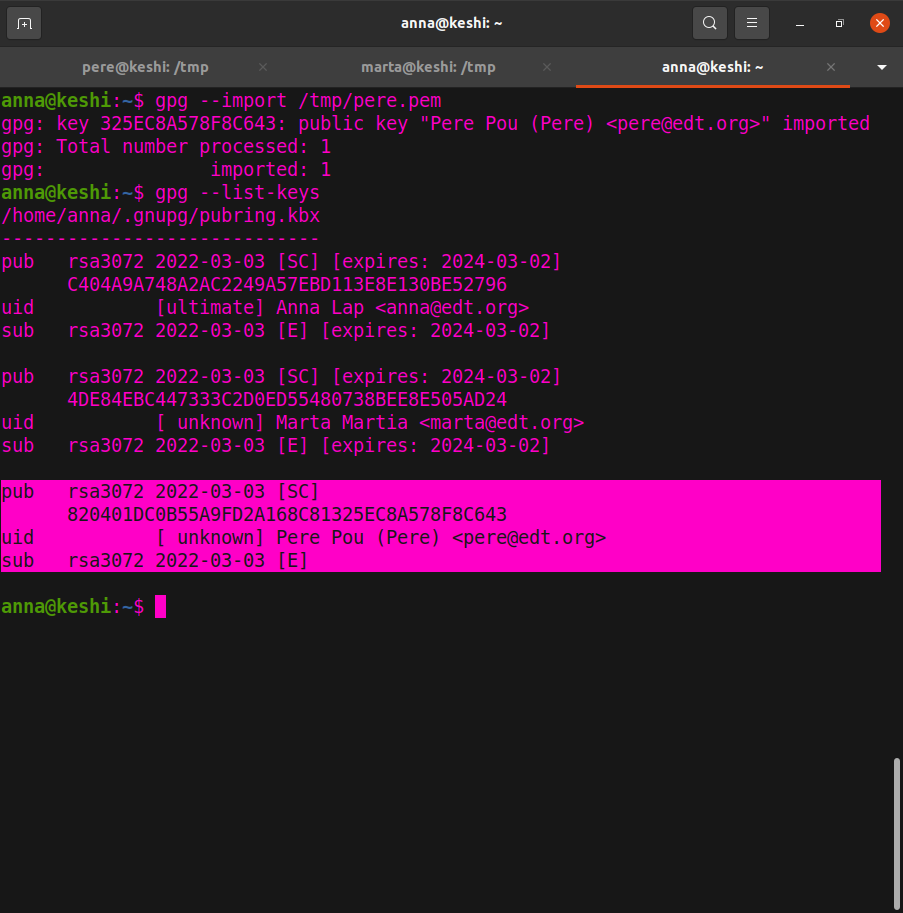 anna@keshi: ~
pere@keshi: /tmp
marta@keshi: /tmp
anna@keshi: ~
anna@keshi:~$ gpg --import /tmp/pere.pem
gpg: key 325EC8A578F8C643: public key "Pere Pou (Pere) <pere@edt.org>" imported
gpg: Total number processed: 1
gpg:               imported: 1
anna@keshi:~$ gpg --list-keys
/home/anna/.gnupg/pubring.kbx
-----------------------------
pub   rsa3072 2022-03-03 [SC] [expires: 2024-03-02]
      C404A9A748A2AC2249A57EBD113E8E130BE52796
uid           [ultimate] Anna Lap <anna@edt.org>
sub   rsa3072 2022-03-03 [E] [expires: 2024-03-02]
pub   rsa3072 2022-03-03 [SC] [expires: 2024-03-02]
      4DE84EBC447333C2D0ED55480738BEE8E505AD24
uid           [ unknown] Marta Martia <marta@edt.org>
sub   rsa3072 2022-03-03 [E] [expires: 2024-03-02]
pub   rsa3072 2022-03-03 [SC]
      820401DC0B55A9FD2A168C81325EC8A578F8C643
uid           [ unknown] Pere Pou (Pere) <pere@edt.org>
sub   rsa3072 2022-03-03 [E]
anna@keshi:~$